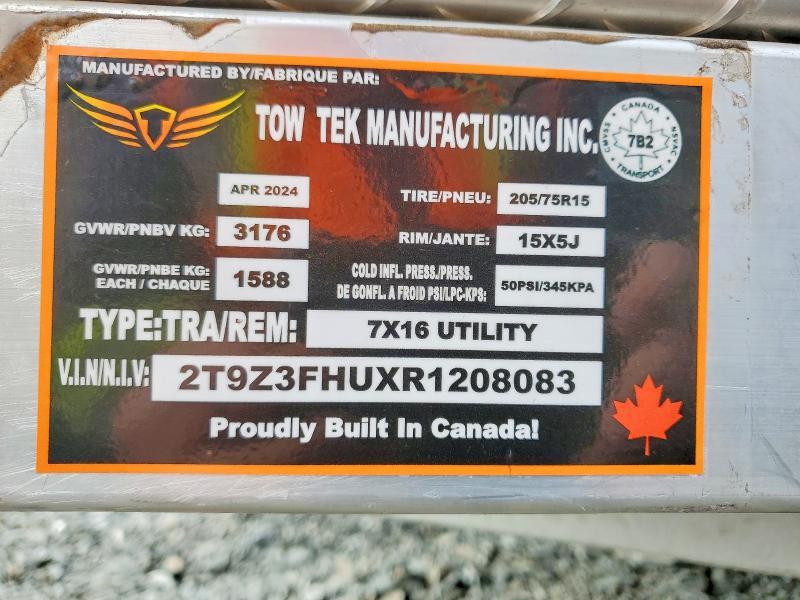 MANUFACTURED BY/FABRIQUE PAR:
TOW TEK MANUFACTURING INC.
CANADA
CMVSS
7B2
NSVAC
TRANSPORT
APR 2024
TIRE/PNEU: 205/75R15
GVWR/PNBV KG: 3176
RIM/JANTE: 15X5J
GVWR/PNBE KG:
EACH / CHAQUE
1588
COLD INFL. PRESS./PRESS.
DE GONFL. A FROID PSI/LPC-KPS:
50PSI/345KPA
TYPE:TRA/REM: 7X16 UTILITY
V.I.N/N.I.V: 2T9Z3FHUXR1208083
Proudly Built In Canada!